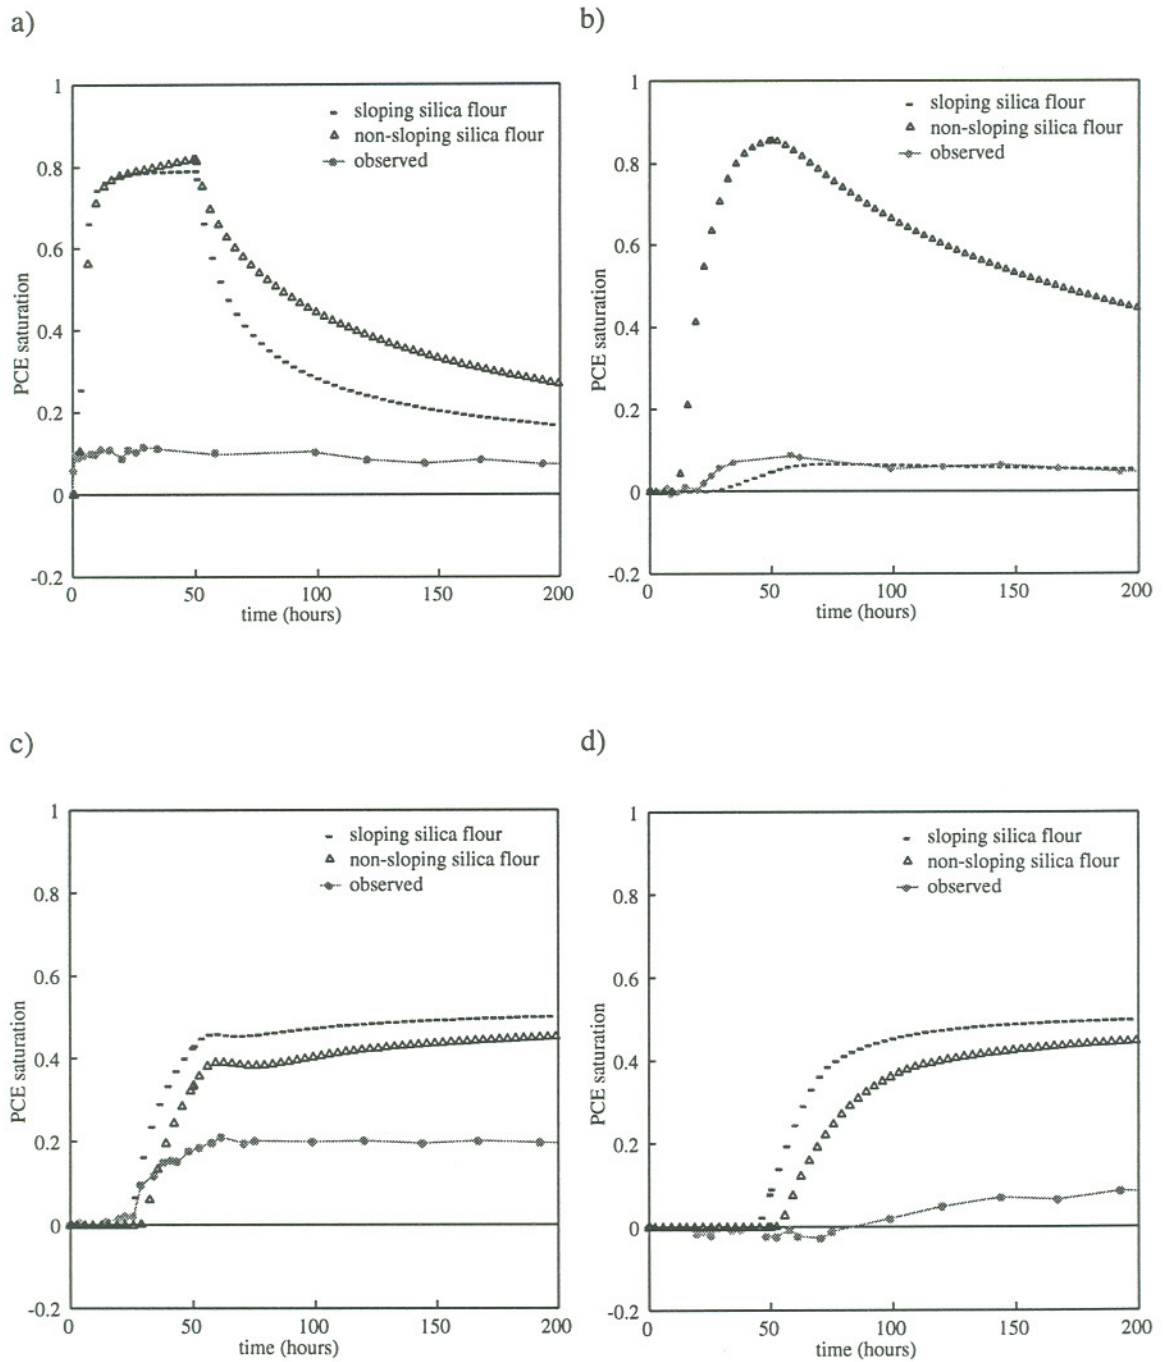 a)
1
0.8
0.6
0.4
0.2
0
-0.2
PCE saturation
sloping silica flour
non-sloping silica flour
observed
0 50 100 150 200
time (hours)
b)
1
0.8
0.6
0.4
0.2
0
-0.2
PCE saturation
sloping silica flour
non-sloping silica flour
observed
0 50 100 150 200
time (hours)
c)
1
0.8
0.6
0.4
0.2
0
-0.2
PCE saturation
sloping silica flour
non-sloping silica flour
observed
0 50 100 150 200
time (hours)
d)
1
0.8
0.6
0.4
0.2
0
-0.2
PCE saturation
sloping silica flour
non-sloping silica flour
observed
0 50 100 150 200
time (hours)